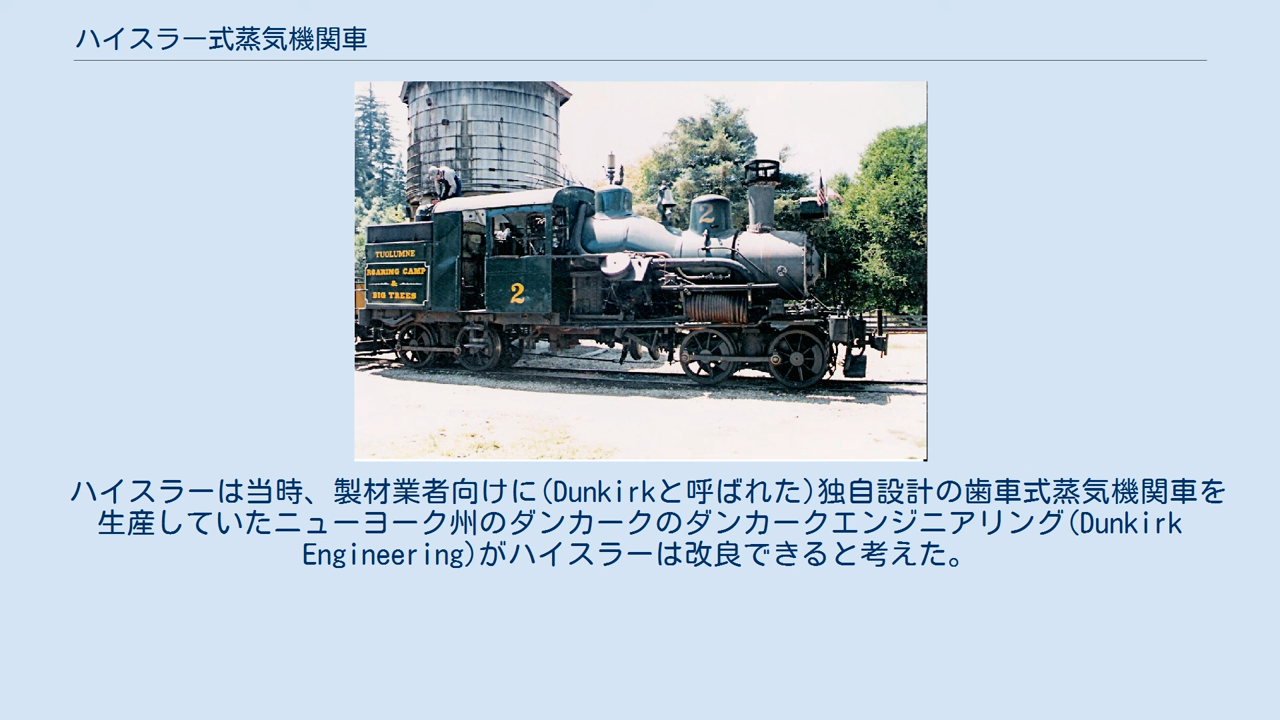 ハイスラー式蒸気機関車
2
TUOLUMNE
ROARING CAMP
&
BIG TREES
2
ハイスラーは当時、製材業者向けに(Dunkirkと呼ばれた)独自設計の歯車式蒸気機関車を
生産していたニューヨーク州のダンカークのダンカークエンジニアリング(Dunkirk
Engineering)がハイスラーは改良できると考えた。